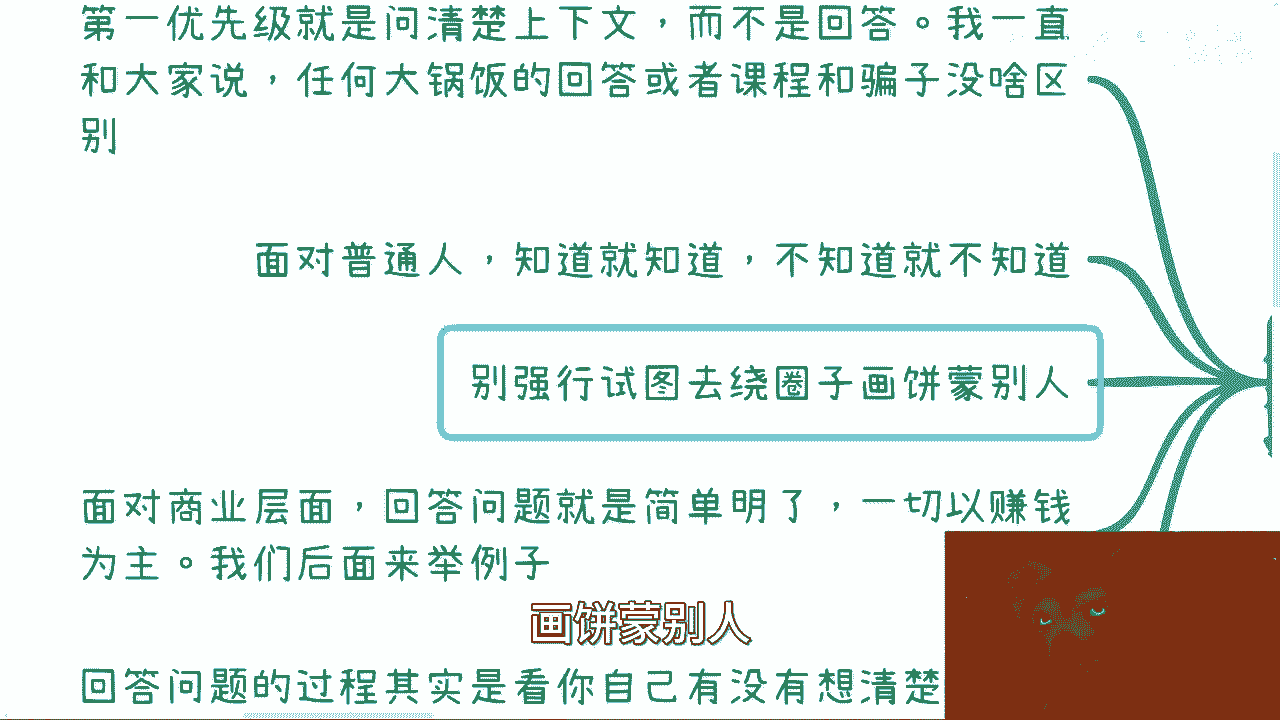 第一优先级就是问清楚上下文，而不是回答。我一直
和大家说，任何大锅饭的回答或者课程和骗子没啥区
别
面对普通人，知道就知道，不知道就不知道
别强行试图去绕圈子画饼蒙别人
面对商业层面，回答问题就是简单明了，一切以赚钱
为主。我们后面来举例子
画饼蒙别人
回答问题的过程其实是看你自己有没有想清楚